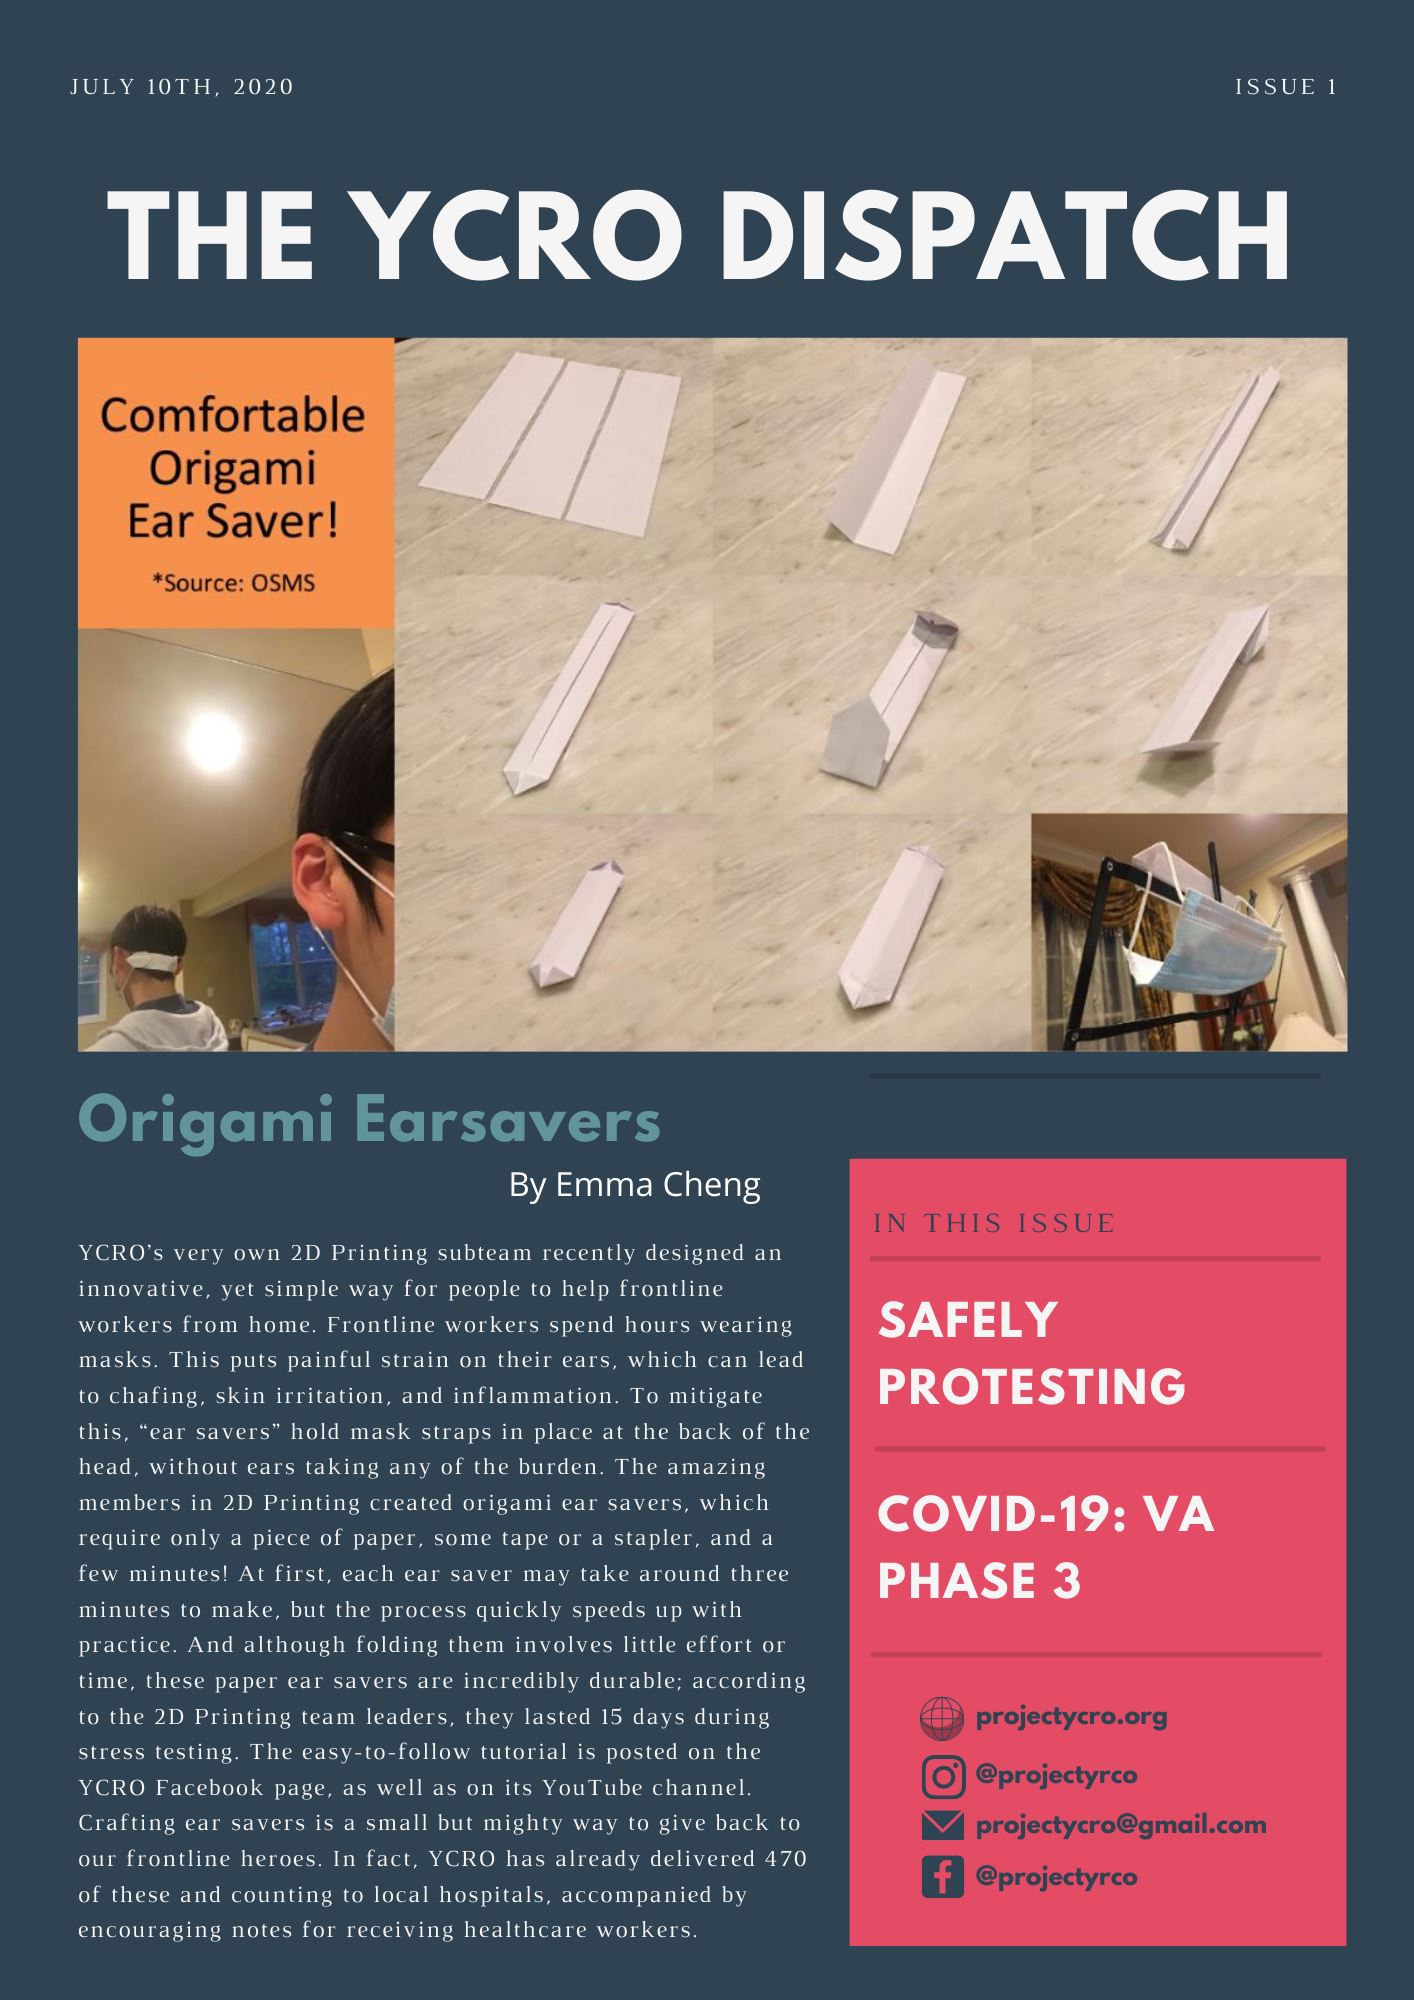 JULY 10TH, 2020
ISSUE 1
THE YCRO DISPATCH
Comfortable
Origami
Ear Saver!
*Source: OSMS
Origami Earsavers
By Emma Cheng
YCRO’s very own 2D Printing subteam recently designed an
innovative, yet simple way for people to help frontline
workers from home. Frontline workers spend hours wearing
masks. This puts painful strain on their ears, which can lead
to chafing, skin irritation, and inflammation. To mitigate
this, “ear savers” hold mask straps in place at the back of the
head, without ears taking any of the burden. The amazing
members in 2D Printing created origami ear savers, which
require only a piece of paper, some tape or a stapler, and a
few minutes! At first, each ear saver may take around three
minutes to make, but the process quickly speeds up with
practice. And although folding them involves little effort or
time, these paper ear savers are incredibly durable; according
to the 2D Printing team leaders, they lasted 15 days during
stress testing. The easy-to-follow tutorial is posted on the
YCRO Facebook page, as well as on its YouTube channel.
Crafting ear savers is a small but mighty way to give back to
our frontline heroes. In fact, YCRO has already delivered 470
of these and counting to local hospitals, accompanied by
encouraging notes for receiving healthcare workers.
IN THIS ISSUE
SAFELY
PROTESTING
COVID-19: VA
PHASE 3
projectycro.org
@projectyrco
projectycro@gmail.com
@projectyrco